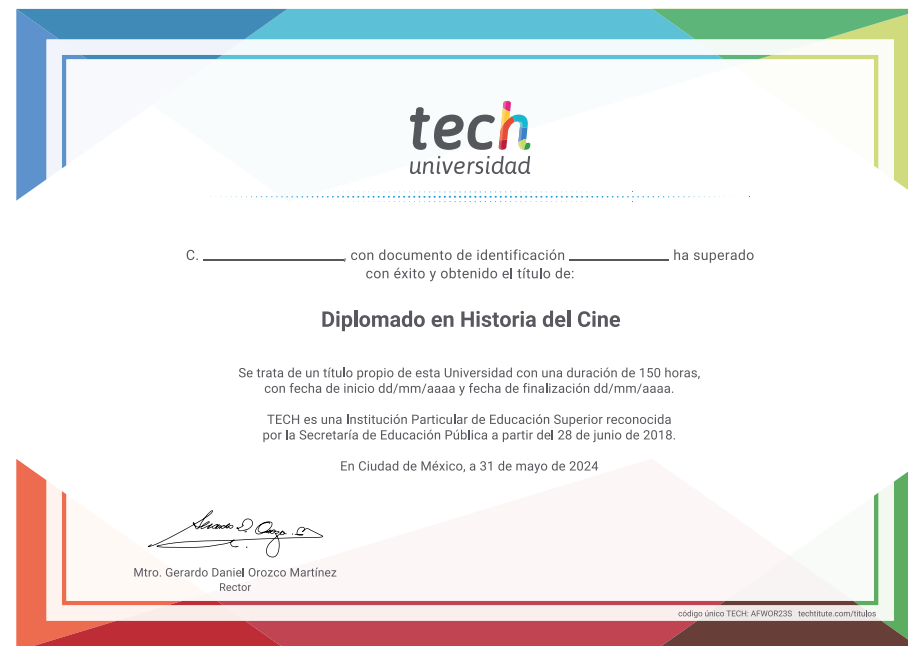 tech
universidad
C. ____________, con documento de identificación ____________ ha superado
con éxito y obtenido el título de:
Diplomado en Historia del Cine
Se trata de un título propio de esta Universidad con una duración de 150 horas,
con fecha de inicio dd/mm/aaaa y fecha de finalización dd/mm/aaaa.
TECH es una Institución Particular de Educación Superior reconocida
por la Secretaría de Educación Pública a partir del 28 de junio de 2018.
En Ciudad de México, a 31 de mayo de 2024
Mtro. Gerardo Daniel Orozco Martínez
Rector
código único TECH: AFWOR23S techtitute.com/titulos